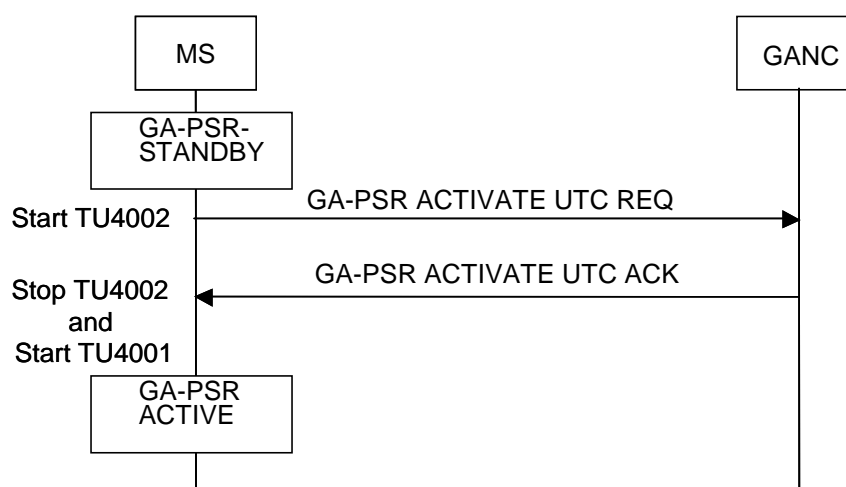 MS
GANC
GA-PSR-
STANDBY
GA-PSR ACTIVATE UTC REQ
Start TU4002
GA-PSR ACTIVATE UTC ACK
Stop TU4002
and
Start TU4001
GA-PSR
ACTIVE